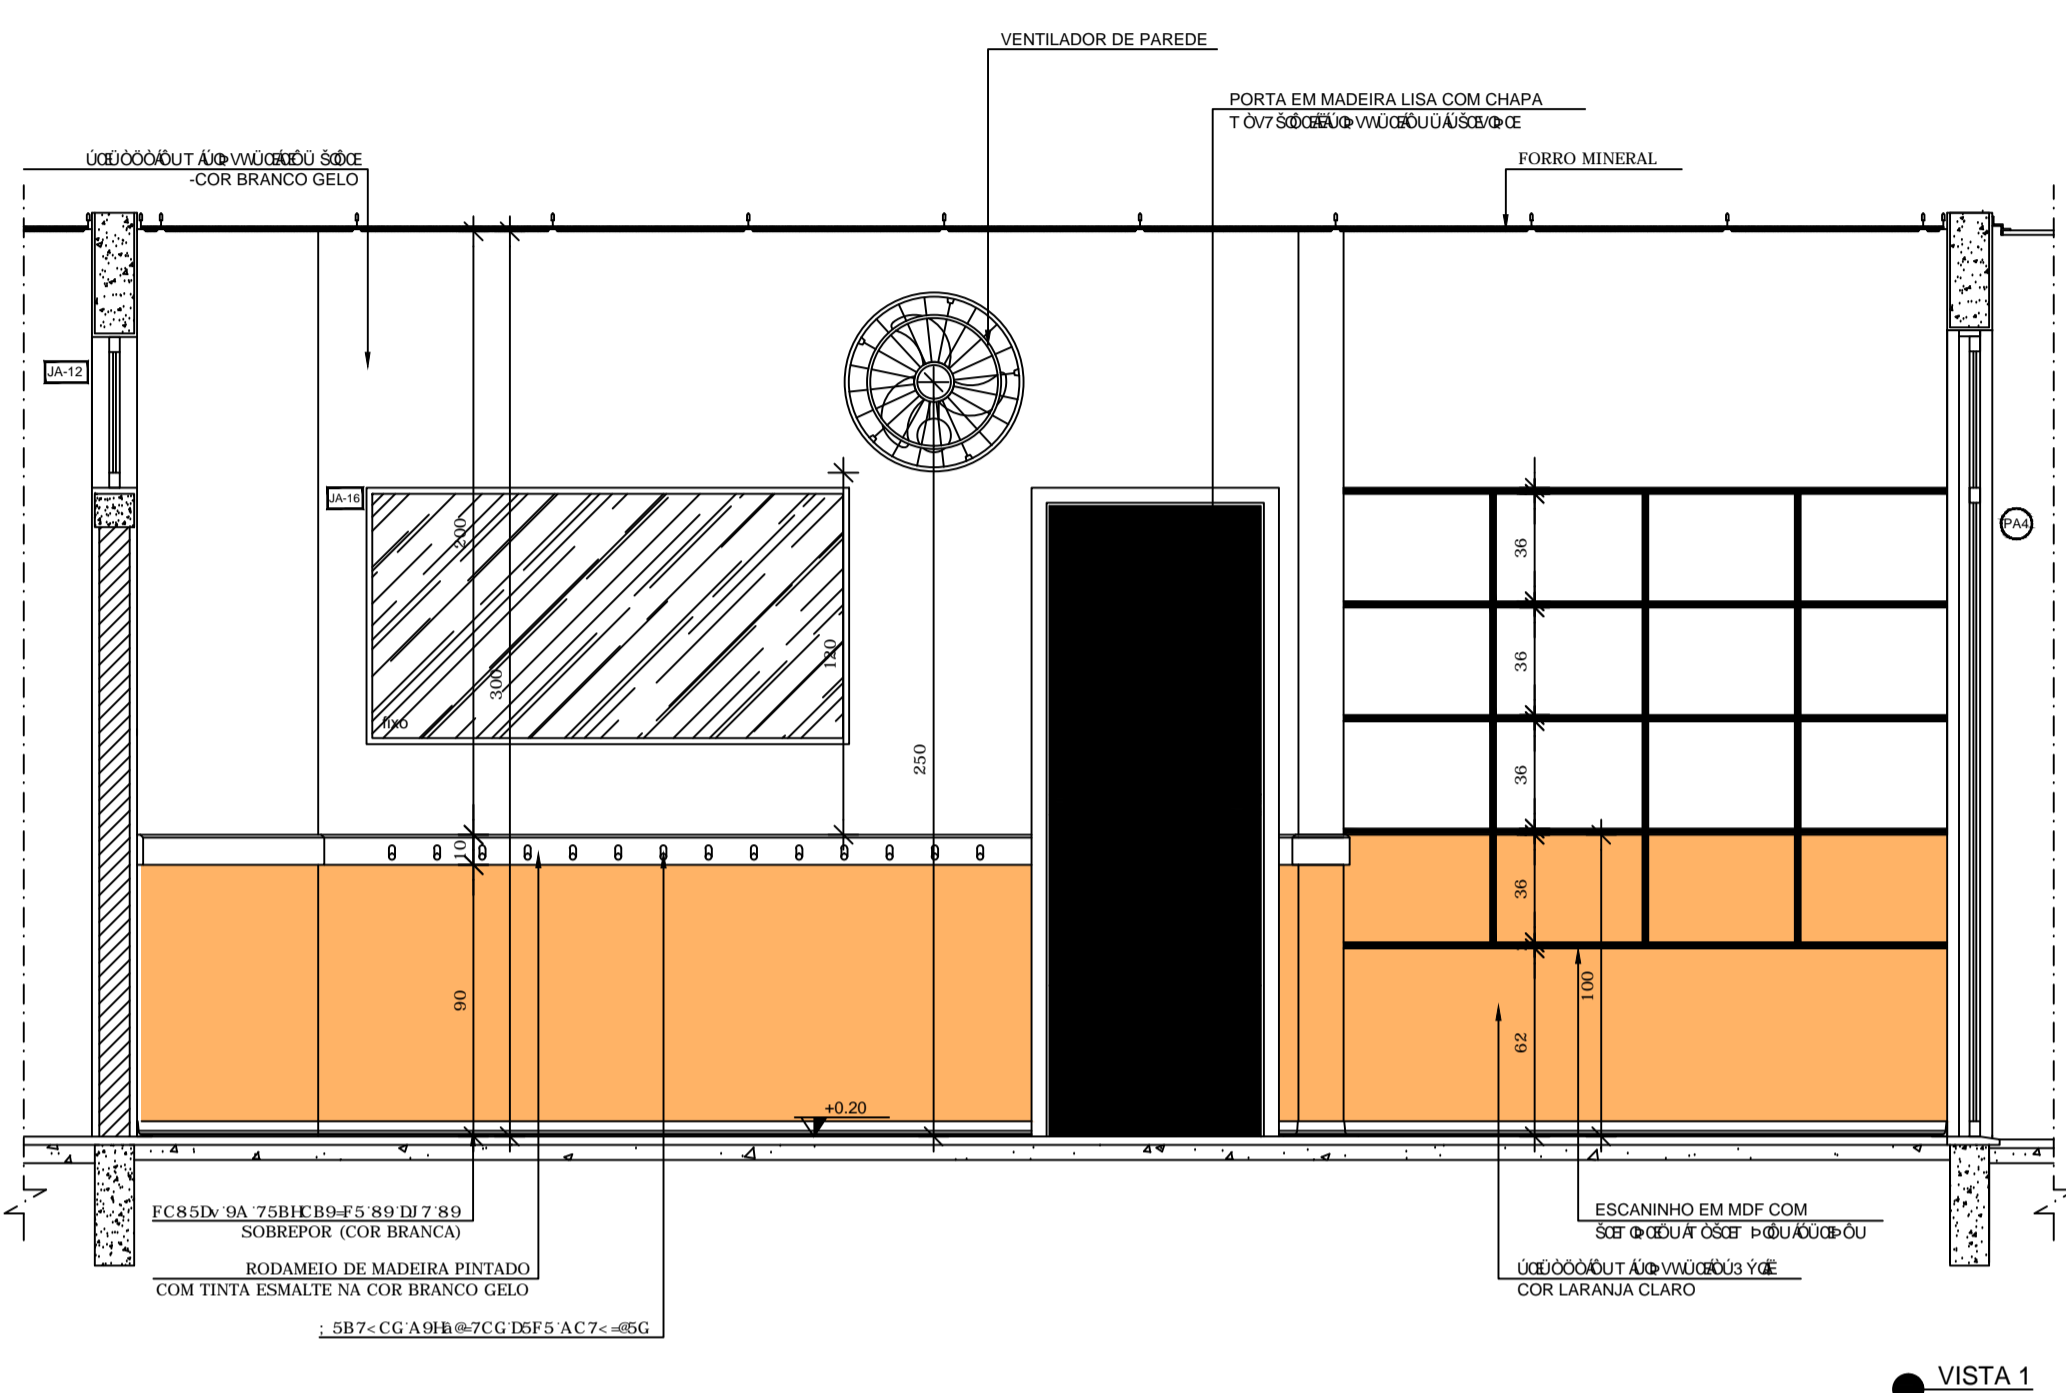 VENTILADOR DE PAREDE
PORTA EM MADEIRA LISA COM CHAPA
FORRO MINERAL
-COR BRANCO GELO
JA-12
JA-16
PA4
200
300
120
250
fixo
10
90
36
36
36
36
100
62
+0.20
SOBREPOR (COR BRANCA)
RODAMEIO DE MADEIRA PINTADO
COM TINTA ESMALTE NA COR BRANCO GELO
ESCANINHO EM MDF COM
COR LARANJA CLARO
VISTA 1